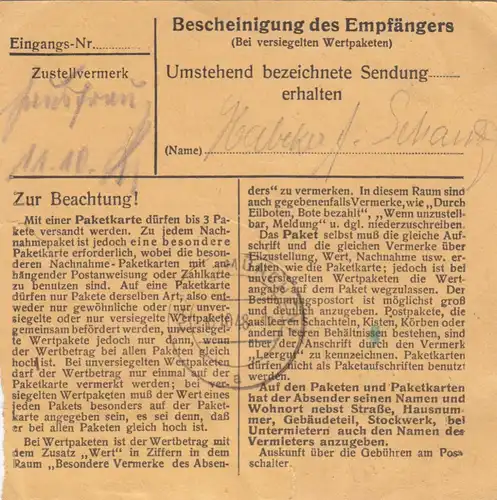 Eingangs-Nr.
Zustellvermerk
Hausfrau
11.10.
Bescheinigung des Empfängers
(Bei versiegelten Wertpaketen)
Umstehend bezeichnete Sendung
erhalten
(Name)
Zur Beachtung!
Mit einer Paketkarte dürfen bis 3 Pa-
kete versandt werden. Zu jedem Nach-
nahmepaket ist jedoch eine besondere
Paketkarte erforderlich, wobei die beson-
deren Nachnahme-Paketkarten mit an-
hängender Postanweisung oder Zahlkarte
zu benutzen sind. Auf eine Paketkarte
dürfen nur Pakete derselben Art, also ent-
weder nur gewöhnliche oder nur unver-
siegelte oder nur versiegelte Wertpakete
gemeinsam befördert werden, unversiegel-
te Wertpakete jedoch nur dann, wenn
der Wertbetrag bei allen Paketen gleich
hoch ist. Bei unversiegelten Wertpaketen
darf der Wertbetrag nur einmal auf der
Paketkarte vermerkt werden; bei ver-
siegelten Wertpaketen muß der Wert eines
jeden Pakets besonders auf der Paket-
karte angegeben sein, es sei denn, daß
er bei allen Paketen gleich hoch ist.
Bei Wertpaketen ist der Wertbetrag mit
dem Zusatz „Wert" in Ziffern in dem
Raum „Besondere Vermerke des Absen-
ders" zu vermerken. In diesem Raum sind
auch gegebenenfalls Vermerke, wie „Durch
Eilboten, Bote bezahlt", „Wenn unzustell-
bar, Meldung" u. dgl. niederzuschreiben.
Das Paket selbst muß die gleiche Auf-
schrift und die gleichen Vermerke über
Eilzustellung, Wert, Nachnahme usw. er-
halten wie die Paketkarte; jedoch ist bei
unversiegelten Wertpaketen die Wert-
angabe auf dem Paket wegzulassen. Der
Bestimmungspostort ist möglichst groß
und anzugeben. Postpakete, die
aus leeren Schachteln, Kisten, Körben oder
anderen leeren Behältnissen bestehen, sind
über der Anschrift durch den Vermerk
„Leergut" zu kennzeichnen. Paketkarten
dürfen nicht als Paketaufschriften benutzt
werden.
Auf den Paketen und Paketkarten
hat der Absender seinen Namen und
Wohnort nebst Straße, Hausnum-
mer, Gebäudeteil, Stockwerk, bei
Untermietern auch den Namen des
Vermieters anzugeben.
Auskunft über die Gebühren am Post-
schalter.